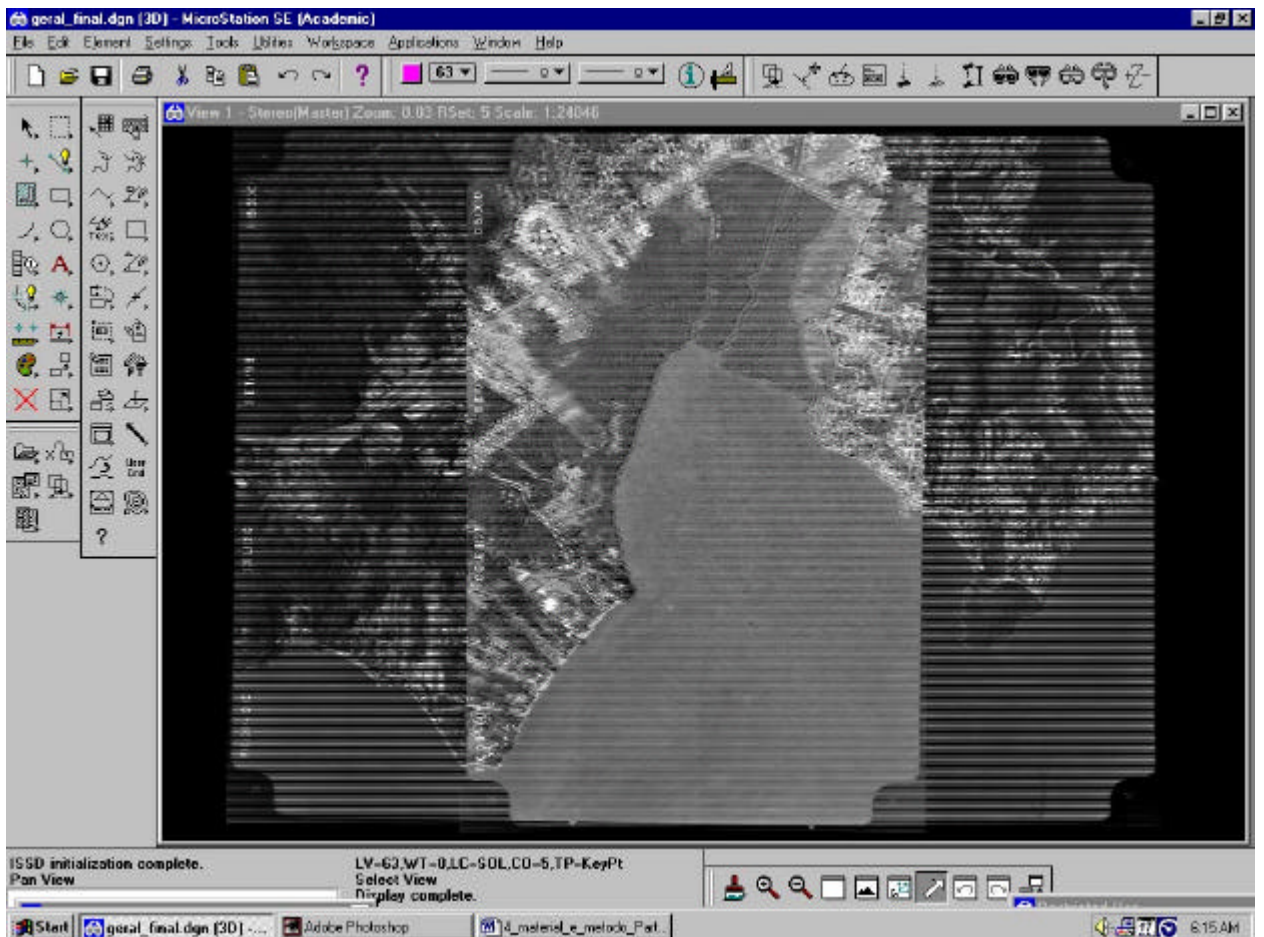 geral_final.dgn (3D) - MicroStation SE (Academic)
File Edit Element Settings Tools Utilities Workspace Applications Window Help
63 0 0
View 1 - Stereo(Master) Zoom: 0.03 RSet: 5 Scale: 1:24046
TEXT
User Cmd
?
ISSD initialization complete.
LV=63,WT=0,LC=SOL,CO=5,TP=KeyPt
Pan View
Select View
Display complete.
Start
geral_final.dgn (3D) -...
Adobe Photoshop
4_material_e_metodo_Part...
6:15 AM